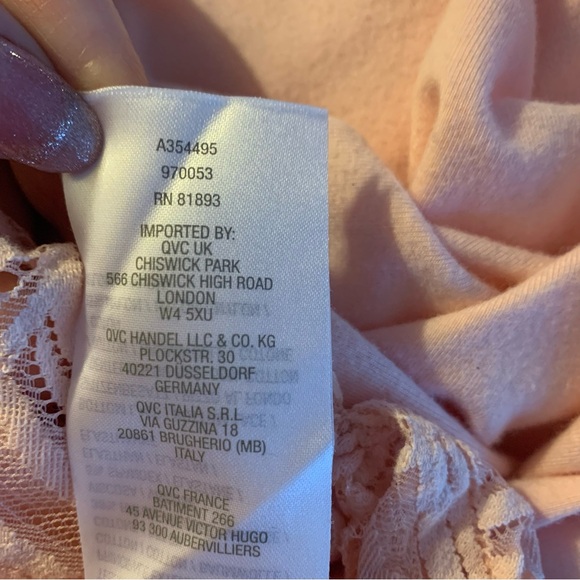 A354495
970053
RN 81893
IMPORTED BY:
QVC UK
CHISWICK PARK
566 CHISWICK HIGH ROAD
LONDON
W4 5XU
QVC HANDEL LLC & CO. KG
PLOCKSTR. 30
40221 DÜSSELDORF
GERMANY
QVC ITALIA S.R.L.
VIA GUZZINA 18
20861 BRUGHERIO (MB)
ITALY
QVC FRANCE
BATIMENT 266
45 AVENUE VICTOR HUGO
93 300 AUBERVILLIERS